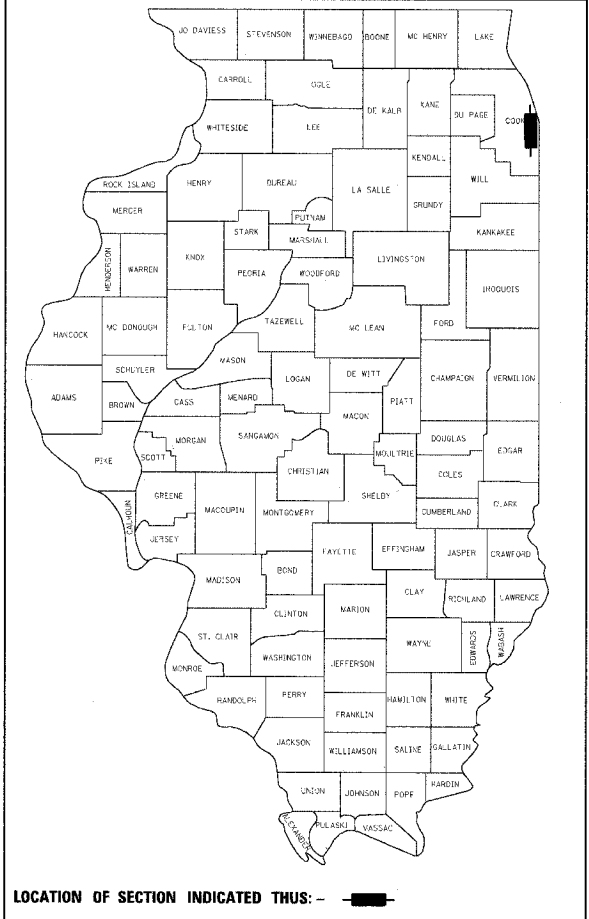 JO DAVIESS STEVENSON WINNEBAGO BOONE MC HENRY LAKE
CARROLL OGLE
DE KALB KANE DU PAGE COOK
WHITESIDE LEE
KENDALL
ROCK ISLAND HENRY BUREAU LA SALLE WILL
MERCER PUTNAM GRUNDY
STARK MARSHALL KANKAKEE
HENDERSON WARREN KNOX PEORIA WOODFORD LIVINGSTON IROQUOIS
HANCOCK MC DONOUGH FULTON TAZEWELL MC LEAN FORD
MASON
SCHUYLER LOGAN DE WITT CHAMPAIGN VERMILION
ADAMS BROWN CASS MENARD PIATT
MACON
MORGAN SANGAMON DOUGLAS
PIKE SCOTT CHRISTIAN MOULTRIE EDGAR
COLES
GREENE MACOUPIN MONTGOMERY SHELBY
CALHOUN CUMBERLAND CLARK
JERSEY FAYETTE EFFINGHAM JASPER CRAWFORD
MADISON BOND
CLAY RICHLAND LAWRENCE
CLINTON MARION
ST. CLAIR WAYNE EDWARDS WABASH
WASHINGTON JEFFERSON
MONROE
RANDOLPH PERRY HAMILTON WHITE
FRANKLIN
JACKSON WILLIAMSON SALINE GALLATIN
UNION JOHNSON POPE HARDIN
ALEXANDER PULASKI MASSAC
LOCATION OF SECTION INDICATED THUS: -